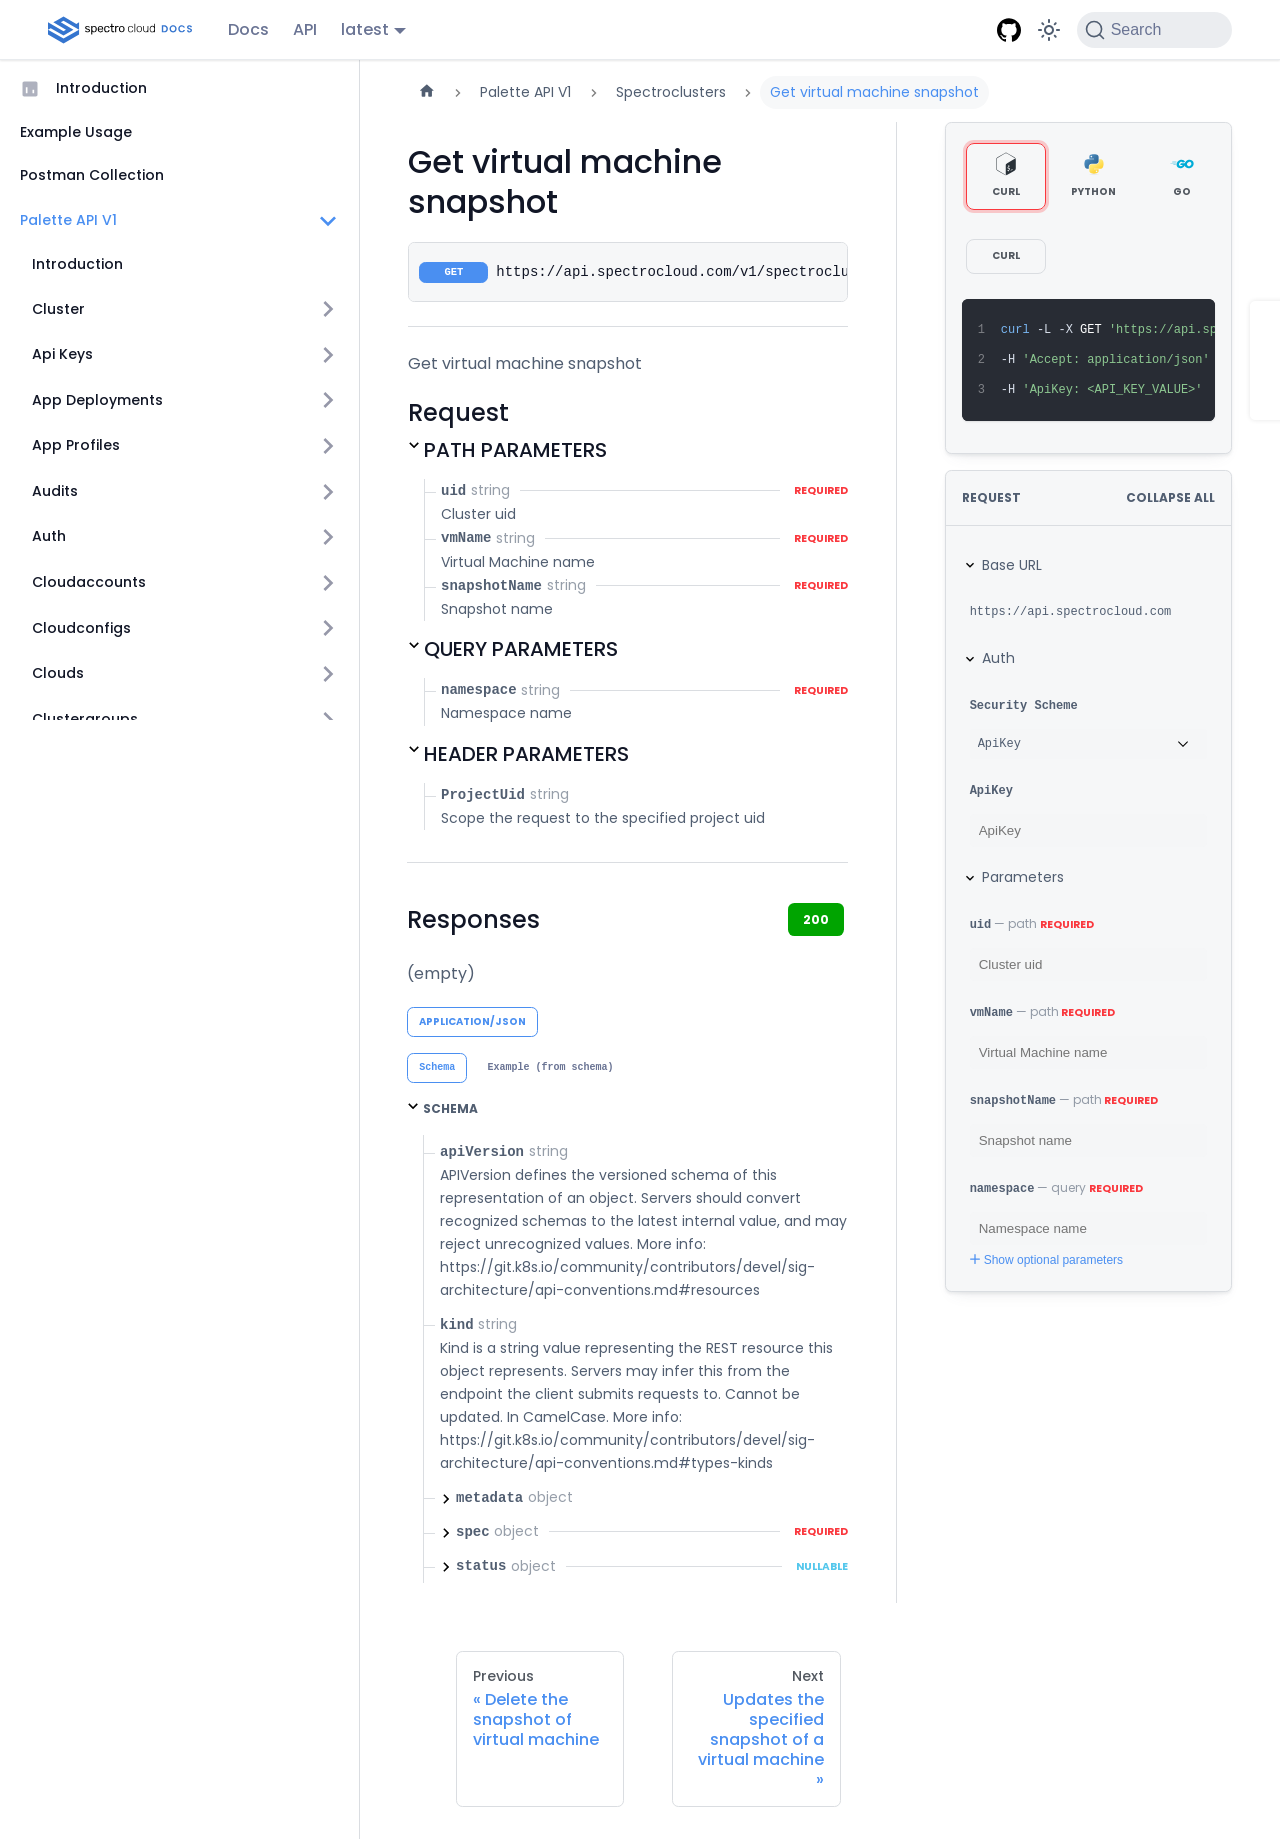 spectro cloud DOCS
Docs
API
latest
Search
Introduction
Example Usage
Postman Collection
Palette API V1
Introduction
Cluster
Api Keys
App Deployments
App Profiles
Audits
Auth
Cloudaccounts
Cloudconfigs
Clouds
Clustergroups
Palette API V1
Spectroclusters
Get virtual machine snapshot
Get virtual machine
snapshot
GET https://api.spectrocloud.com/v1/spectroclu
Get virtual machine snapshot
Request
PATH PARAMETERS
uid string REQUIRED
Cluster uid
vmName string REQUIRED
Virtual Machine name
snapshotName string REQUIRED
Snapshot name
QUERY PARAMETERS
namespace string REQUIRED
Namespace name
HEADER PARAMETERS
ProjectUid string
Scope the request to the specified project uid
Responses
200
(empty)
APPLICATION/JSON
Schema
Example (from schema)
SCHEMA
apiVersion string
APIVersion defines the versioned schema of this
representation of an object. Servers should convert
recognized schemas to the latest internal value, and may
reject unrecognized values. More info:
https://git.k8s.io/community/contributors/devel/sig-
architecture/api-conventions.md#resources
kind string
Kind is a string value representing the REST resource this
object represents. Servers may infer this from the
endpoint the client submits requests to. Cannot be
updated. In CamelCase. More info:
https://git.k8s.io/community/contributors/devel/sig-
architecture/api-conventions.md#types-kinds
metadata object
spec object REQUIRED
status object NULLABLE
Previous
« Delete the
snapshot of
virtual machine
Next
Updates the
specified
snapshot of a
virtual machine
»
CURL
PYTHON
GO
CURL
1 curl -L -X GET 'https://api.sp
2 -H 'Accept: application/json'
3 -H 'ApiKey: <API_KEY_VALUE>'
REQUEST
COLLAPSE ALL
Base URL
https://api.spectrocloud.com
Auth
Security Scheme
ApiKey
ApiKey
ApiKey
Parameters
uid — path REQUIRED
Cluster uid
vmName — path REQUIRED
Virtual Machine name
snapshotName — path REQUIRED
Snapshot name
namespace — query REQUIRED
Namespace name
Show optional parameters